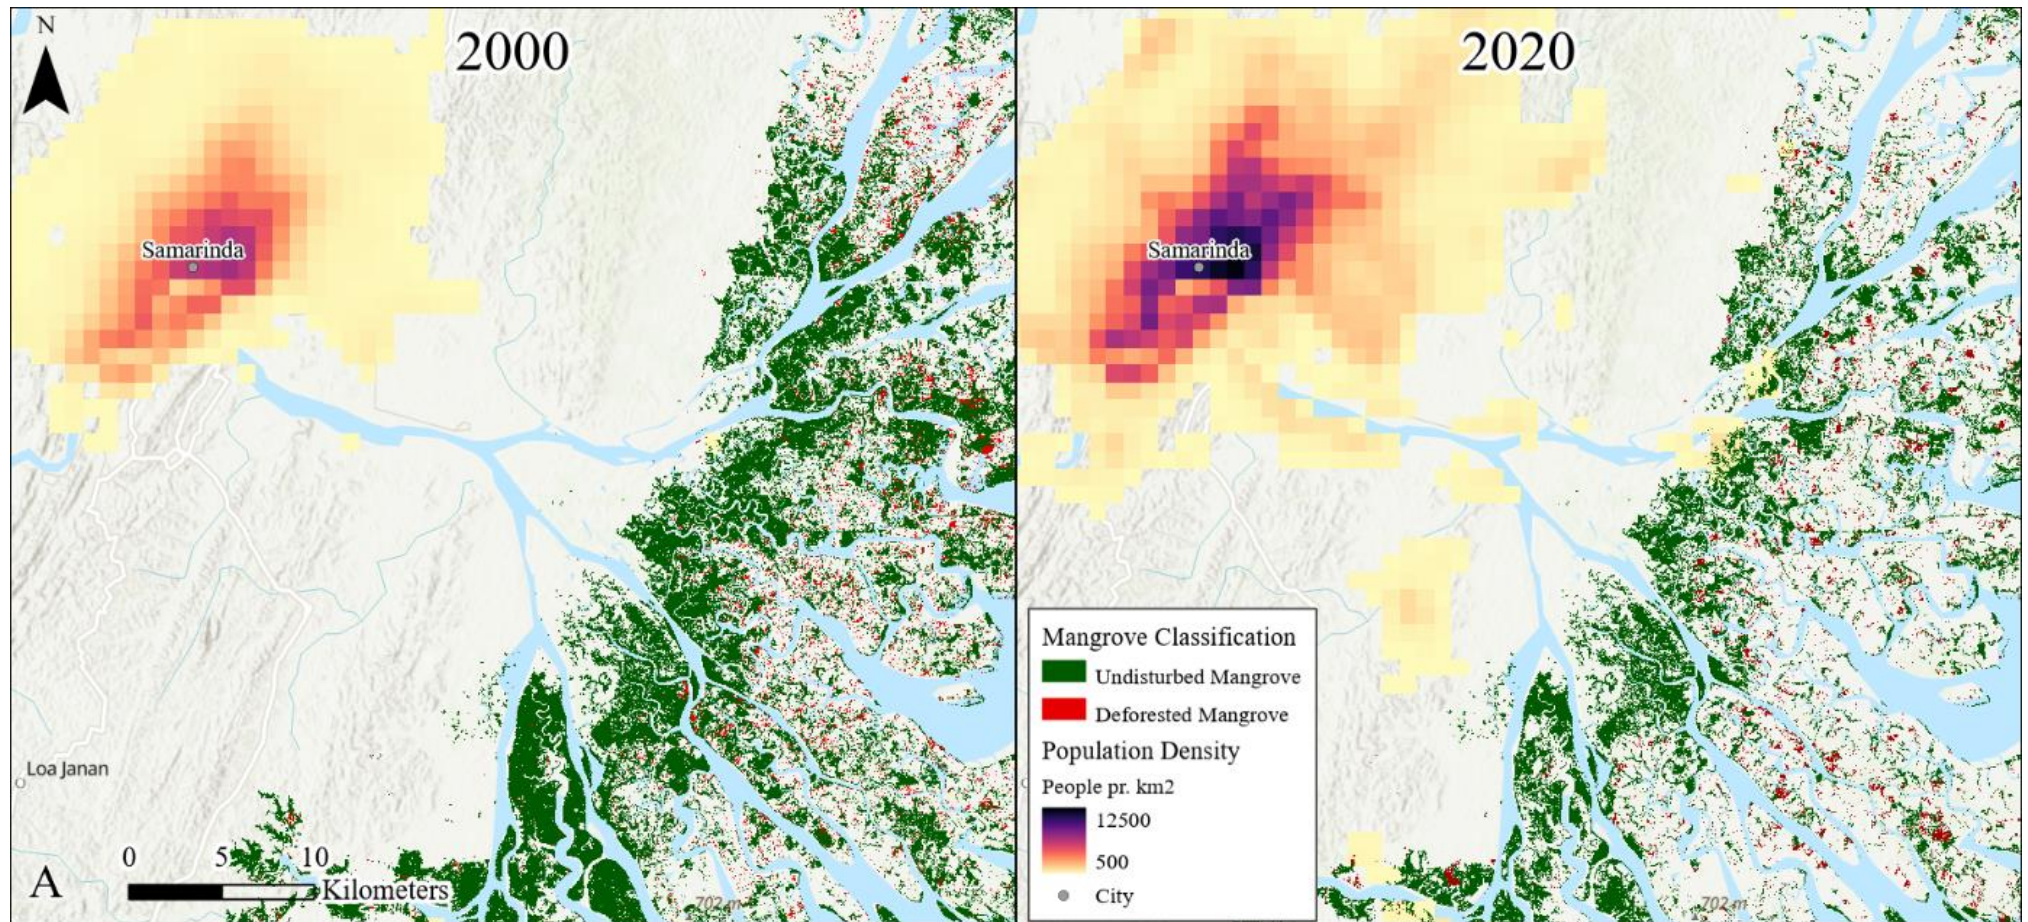 N
2000
Samarinda
Loa Janan
0 5 10
Kilometers
A
702 m
2020
Samarinda
Mangrove Classification
Undisturbed Mangrove
Deforested Mangrove
Population Density
People pr. km2
12500
500
City
702 m